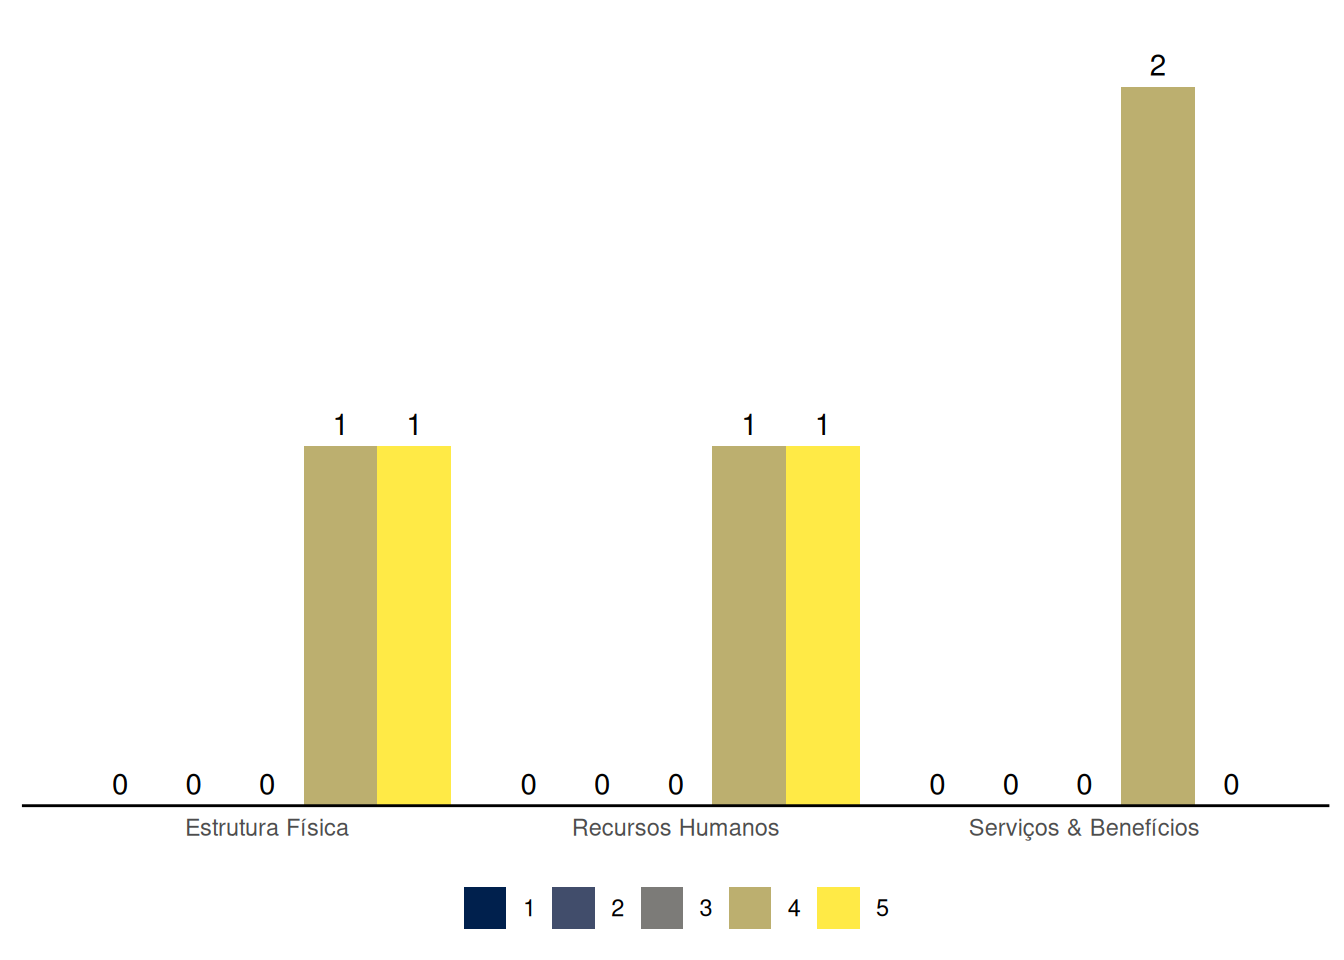 2
1 1 1 1
0 0 0 0 0 0 0 0 0 0
Estrutura Física Recursos Humanos Serviços & Benefícios
1 2 3 4 5